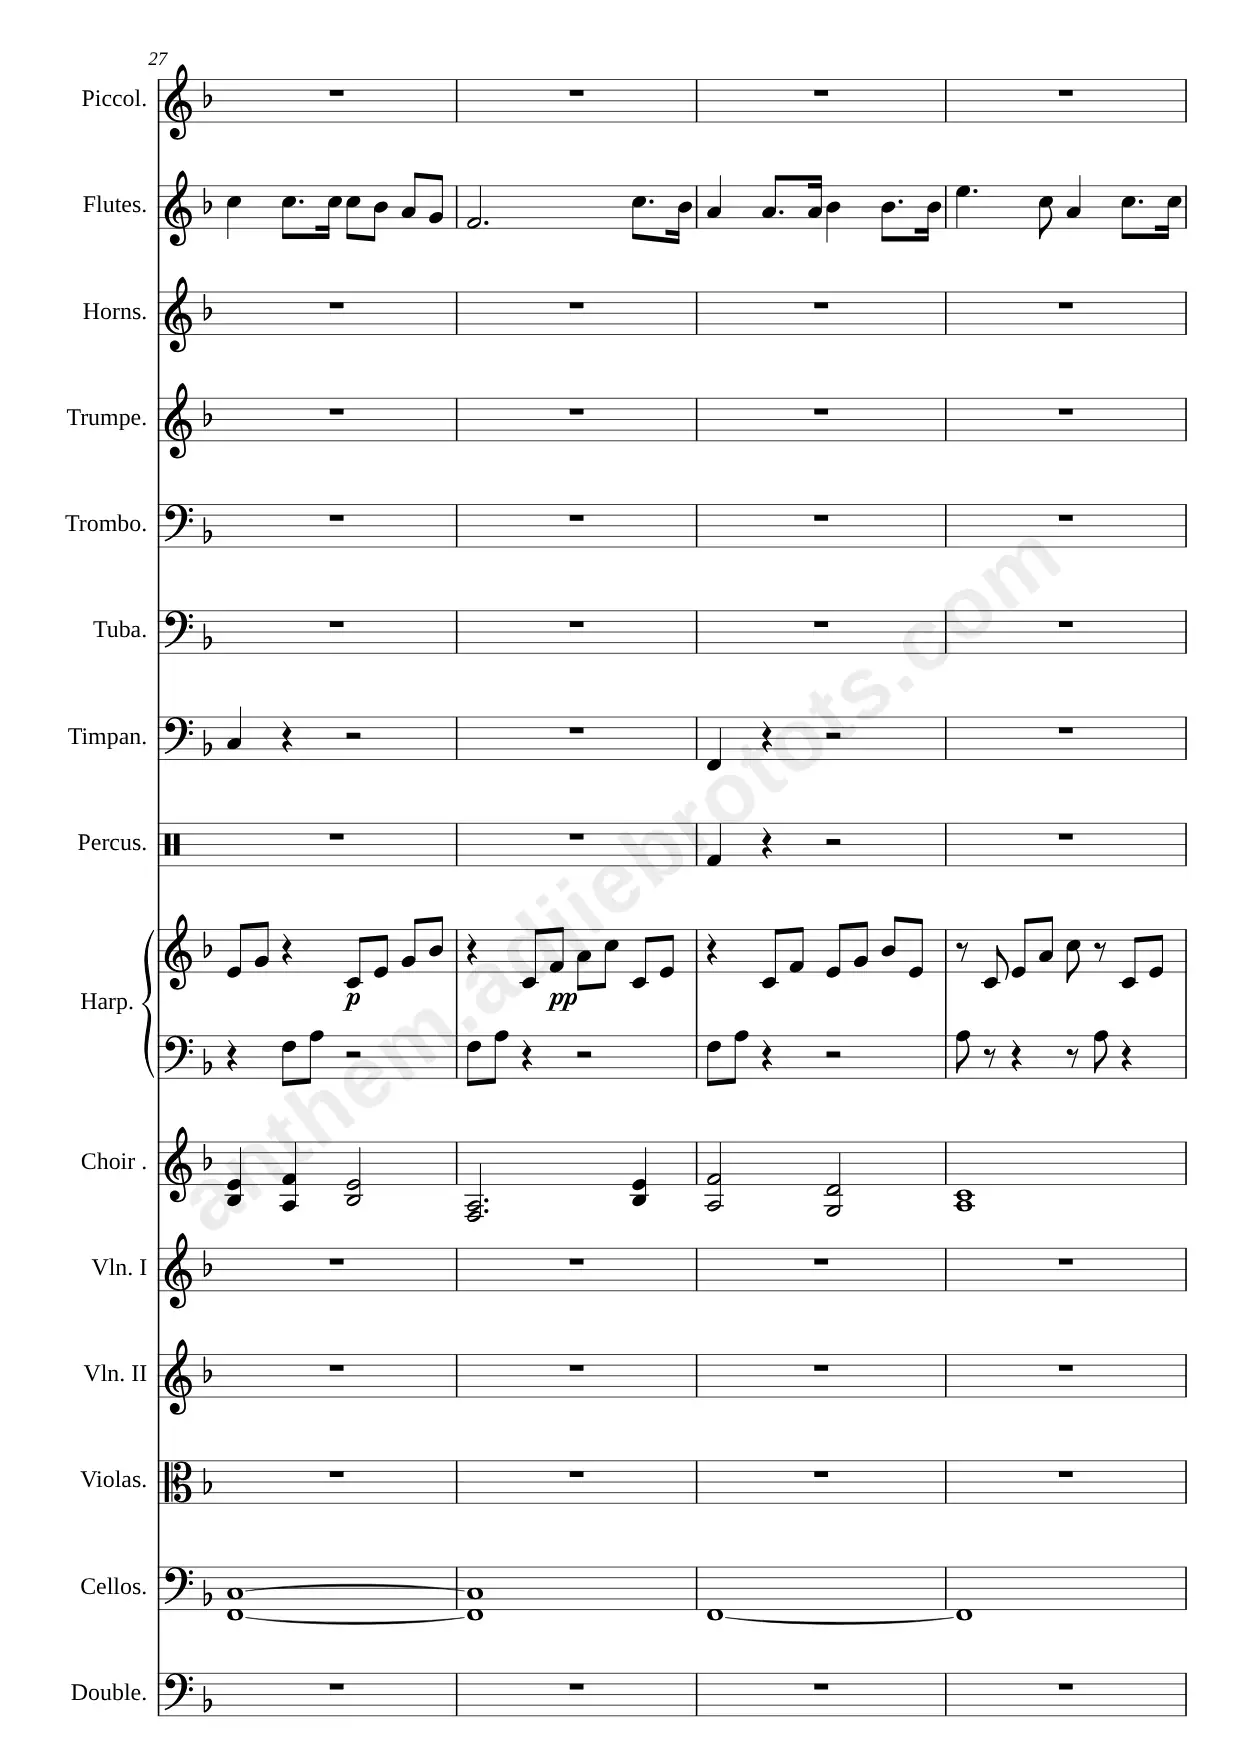 27
Piccol.
Flutes.
Horns.
Trumpe.
Trombo.
Tuba.
Timpan.
Percus.
Harp.
p
pp
Choir .
Vln. I
Vln. II
Violas.
Cellos.
Double.
anthem.adjiebrotots.com